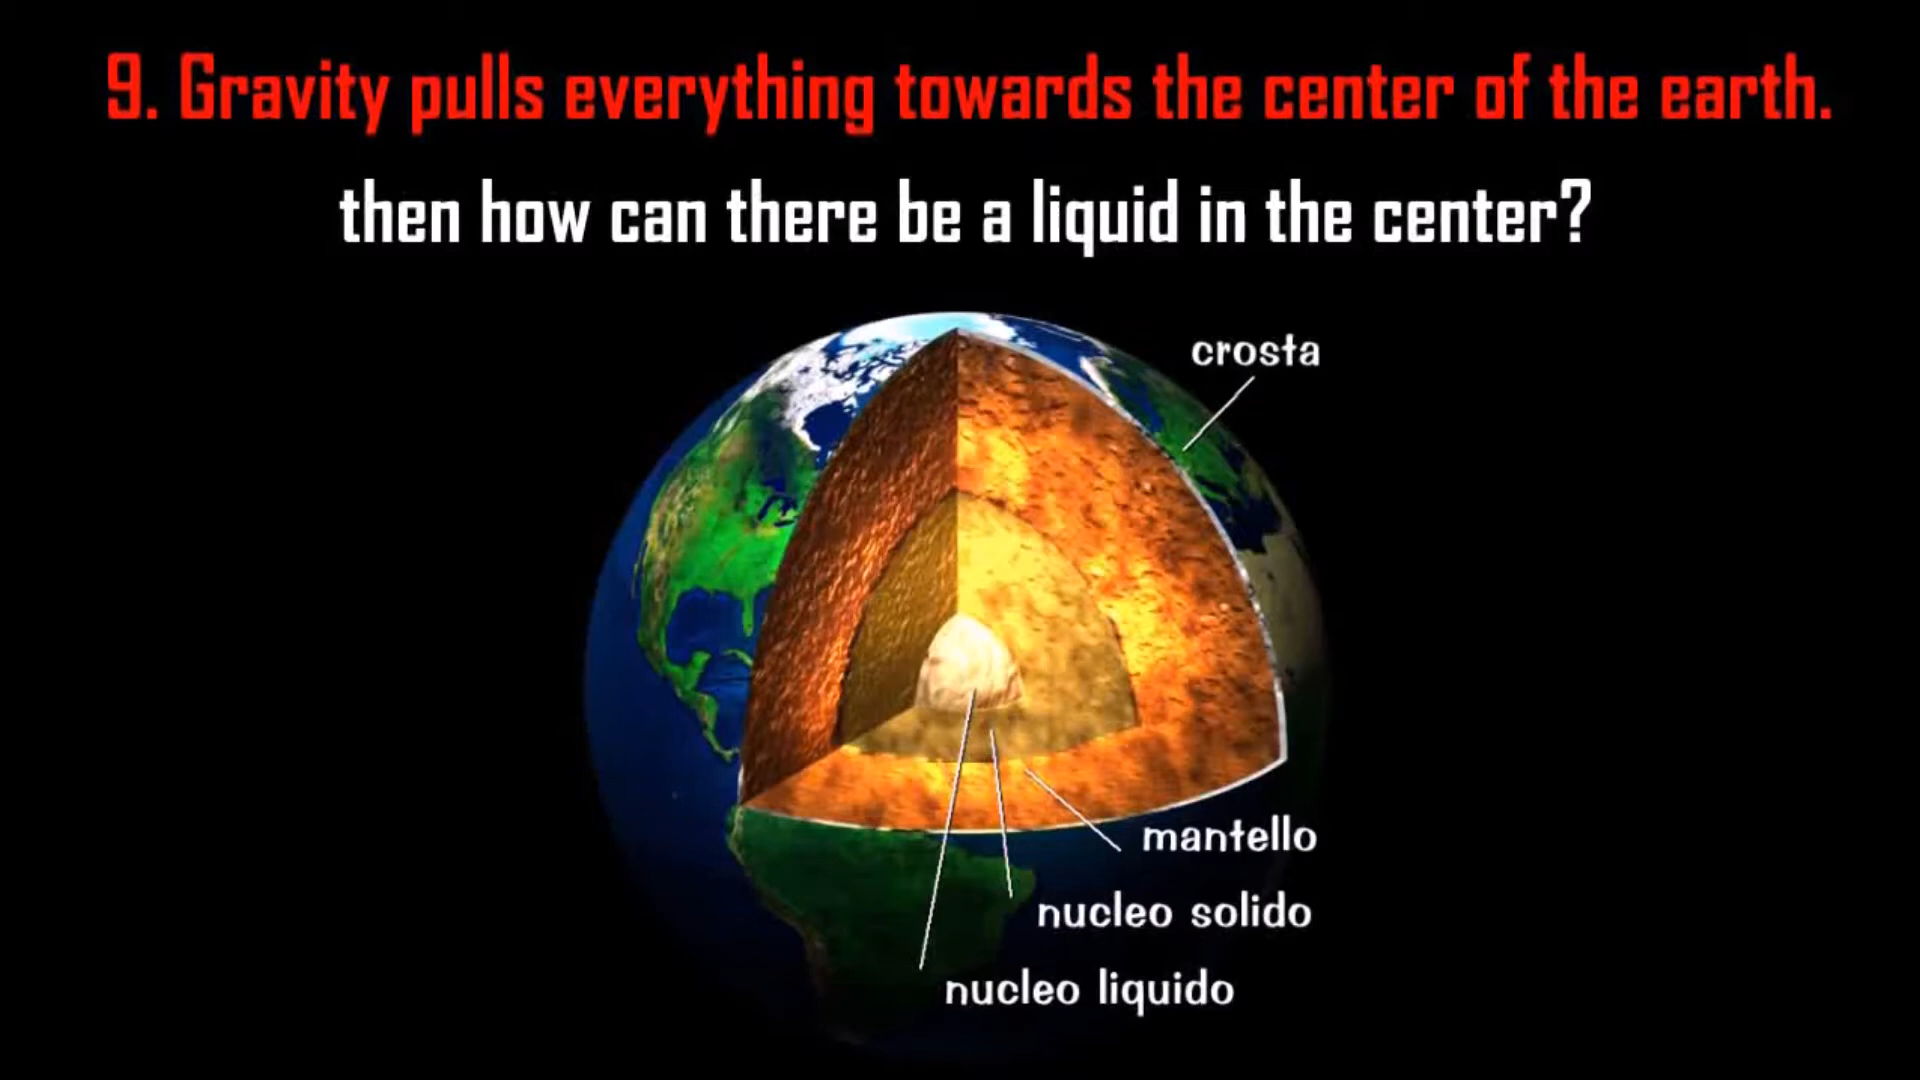 9. Gravity pulls everything towards the center of the earth.
then how can there be a liquid in the center?
crosta
mantello
nucleo solido
nucleo liquido